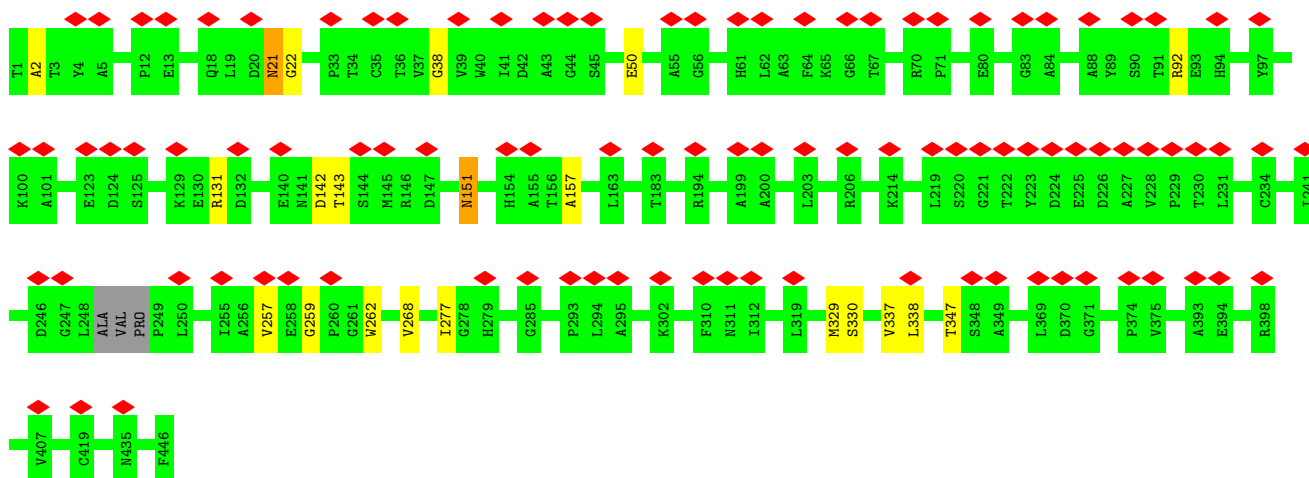 T1 A2 T3 Y4 A5 P12 E13 Q18 L19 D20 N21 G22 P33 T34 C35 T36 V37 G38 V39 W40 I41 D42 A43 G44 S45 E50 A55 G56 H61 L62 A63 F64 K65 G66 T67 R70 P71 E80 G83 A84 A88 Y89 S90 T91 R92 E93 H94 Y97
K100 A101 E123 D124 S125 K129 E130 R131 D132 E140 N141 D142 T143 S144 M145 R146 D147 N151 H154 A155 T156 A157 L163 T183 R194 A199 A200 L203 R206 K214 L219 S220 G221 T222 Y223 D224 E225 D226 A227 V228 P229 T230 L231 C234
D246 G247 L248 ALA VAL PRO P249 L250 I255 A256 V257 E258 G259 P260 G261 W262 V268 I277 G278 H279 G285 P293 L294 A295 K302 F310 N311 I312 L319 M329 S330 V337 L338 T347 S348 A349 L369 D370 G371 P374 V375 A393 E394 R398
V407 C419 N435 F446